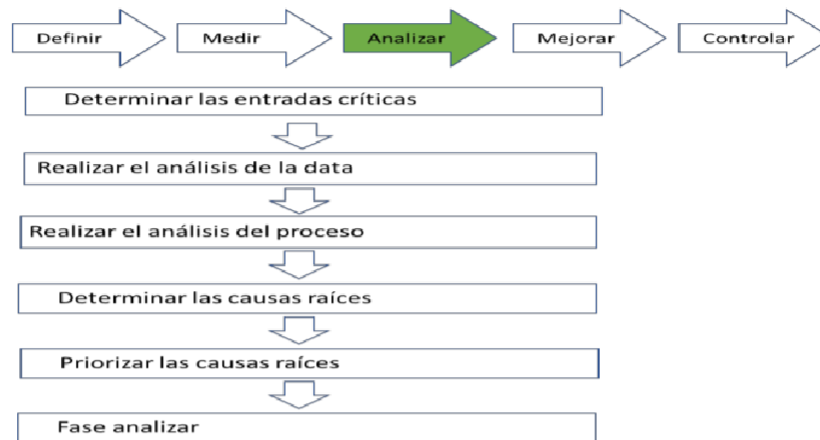 Definir
Medir
Analizar
Mejorar
Controlar
Determinar las entradas críticas
Realizar el análisis de la data
Realizar el análisis del proceso
Determinar las causas raíces
Priorizar las causas raíces
Fase analizar